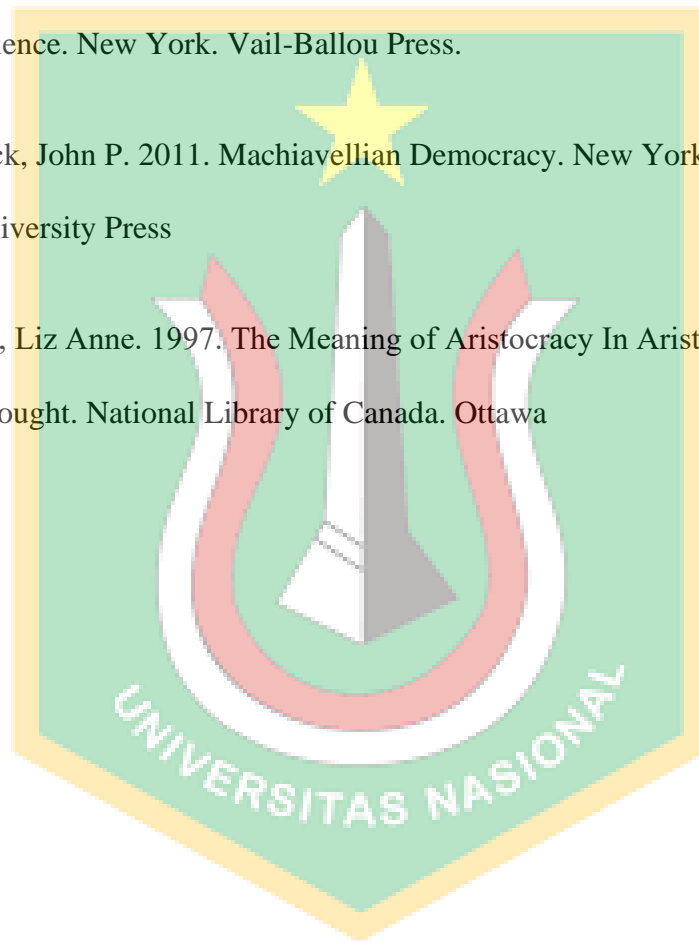 ence. New York. Vail-Ballou Press.
ck, John P. 2011. Machiavellian Democracy. New York
iversity Press
, Liz Anne. 1997. The Meaning of Aristocracy In Arist
ought. National Library of Canada. Ottawa
UNIVERSITAS NASIONAL